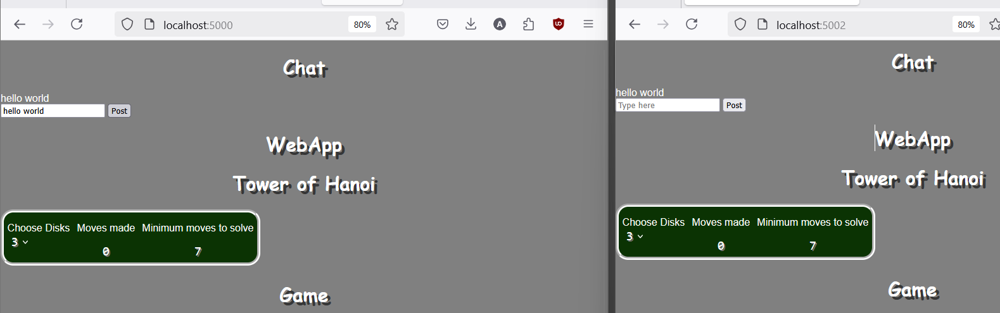 localhost:5000
80%
A
Chat
hello world
hello world
Post
WebApp
Tower of Hanoi
Choose Disks Moves made Minimum moves to solve
3
0 7
Game
localhost:5002
80%
Chat
hello world
Type here
Post
WebApp
Tower of Hanoi
Choose Disks Moves made Minimum moves to solve
3
0 7
Game